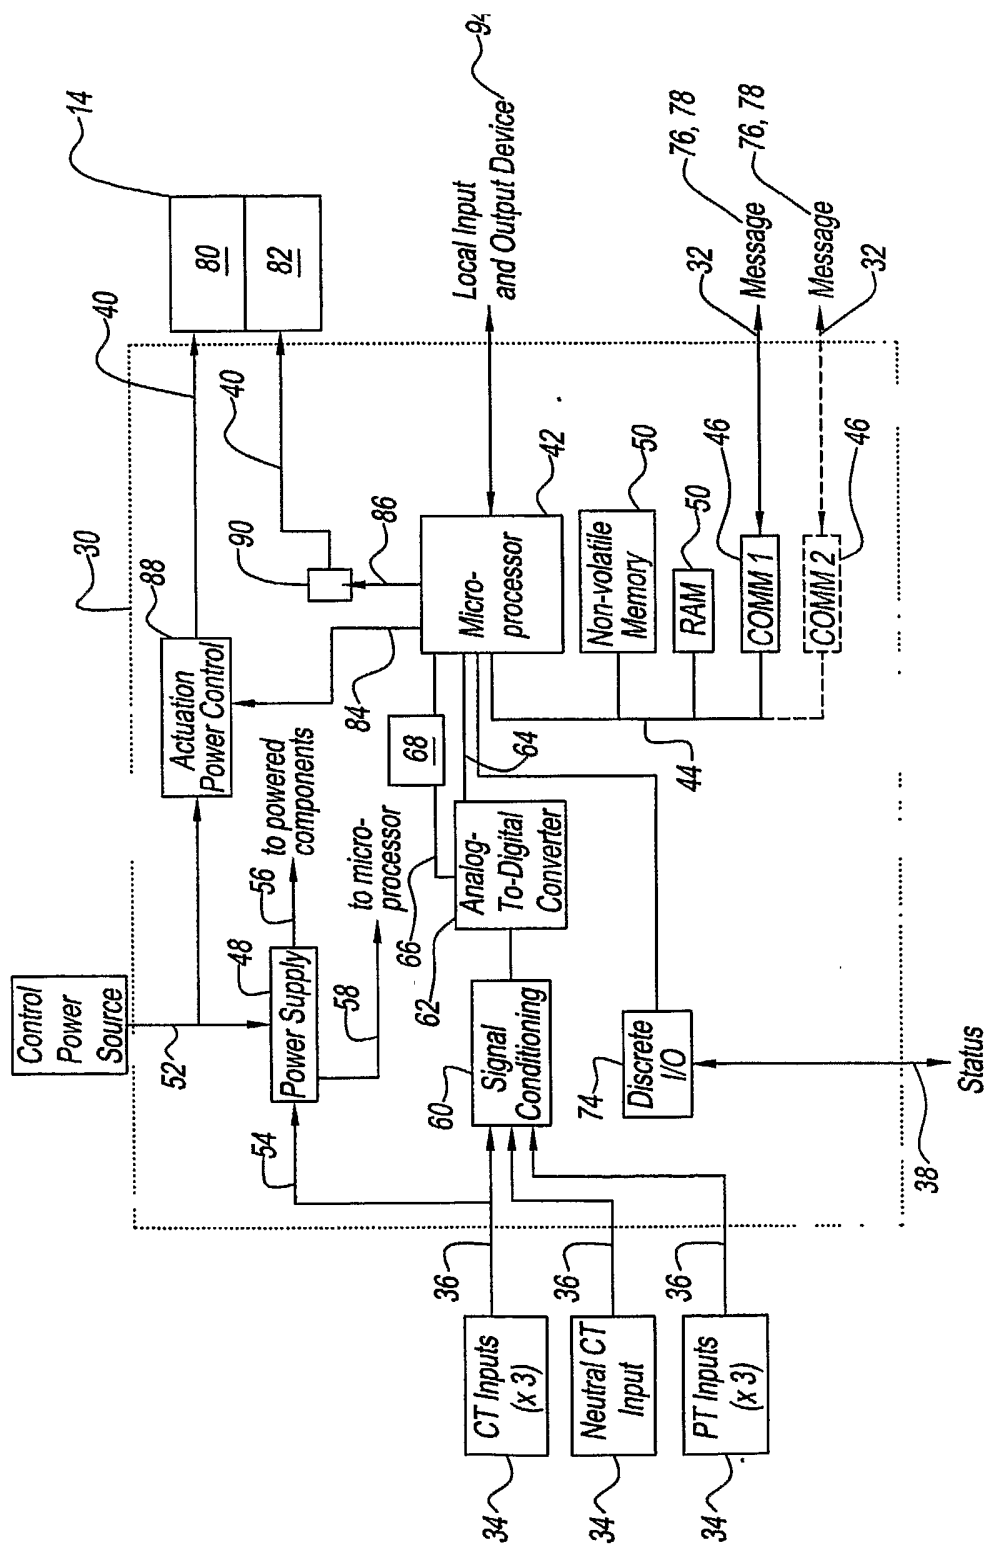 Control
Power
Source
52
54
Power Supply
48
56
to powered
components
58
to micro-
processor
Actuation
Power Control
88
30
40
14
80
82
40
90
86
84
68
66
64
62
60
Signal
Conditioning
Analog-
To-Digital
Converter
Micro-
processor
42
Local Input
and Output Device
94
Non-volatile
Memory
50
RAM
50
COMM 1
46
COMM 2
46
44
32
Message
76, 78
32
Message
76, 78
74
Discrete
I/O
38
Status
CT Inputs
(x 3)
34
36
Neutral CT
Input
34
36
PT Inputs
(x 3)
34
36